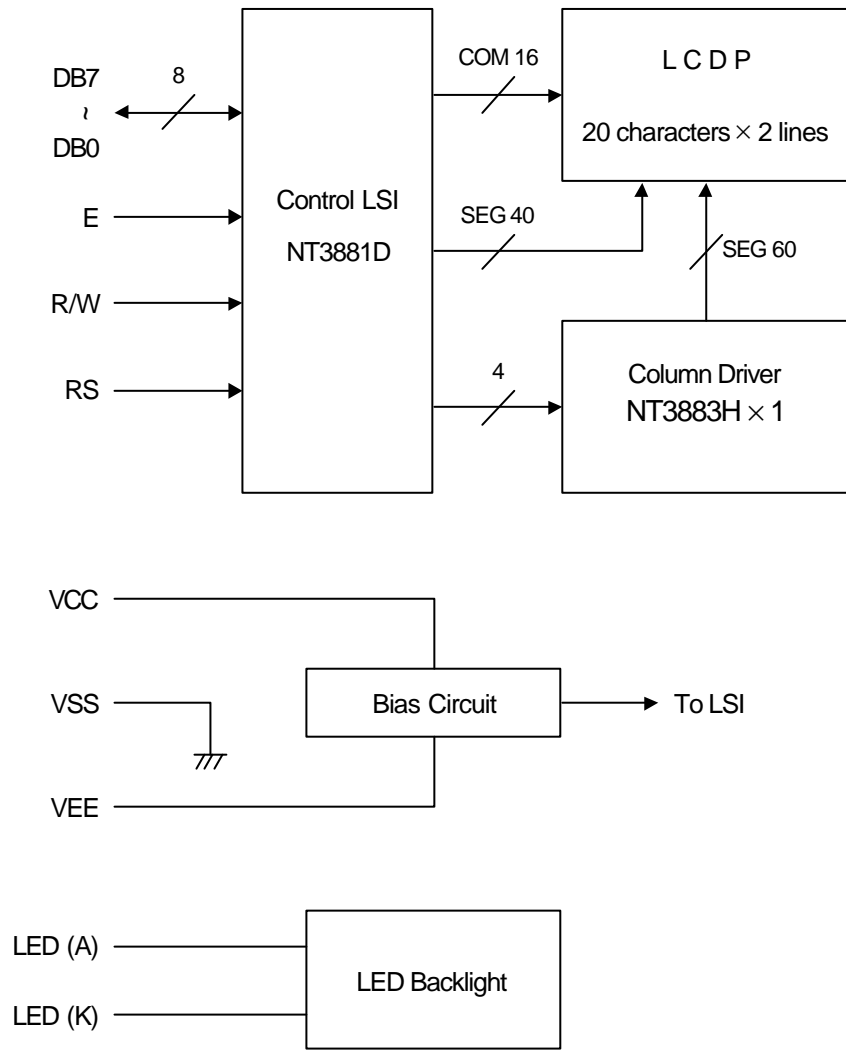 DB7
~
DB0
8
E
R/W
RS
Control LSI
NT3881D
COM 16
SEG 40
4
L C D P
20 characters × 2 lines
SEG 60
Column Driver
NT3883H × 1
VCC
VSS
VEE
Bias Circuit
To LSI
LED (A)
LED (K)
LED Backlight